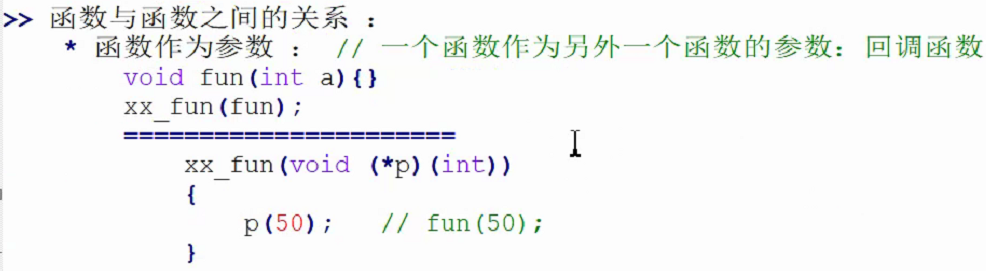 >> 函数与函数之间的关系 :
* 函数作为参数 : // 一个函数作为另外一个函数的参数: 回调函数
void fun(int a){}
xx_fun(fun);
======================
xx_fun(void (*p)(int))
{
p(50); // fun(50);
}